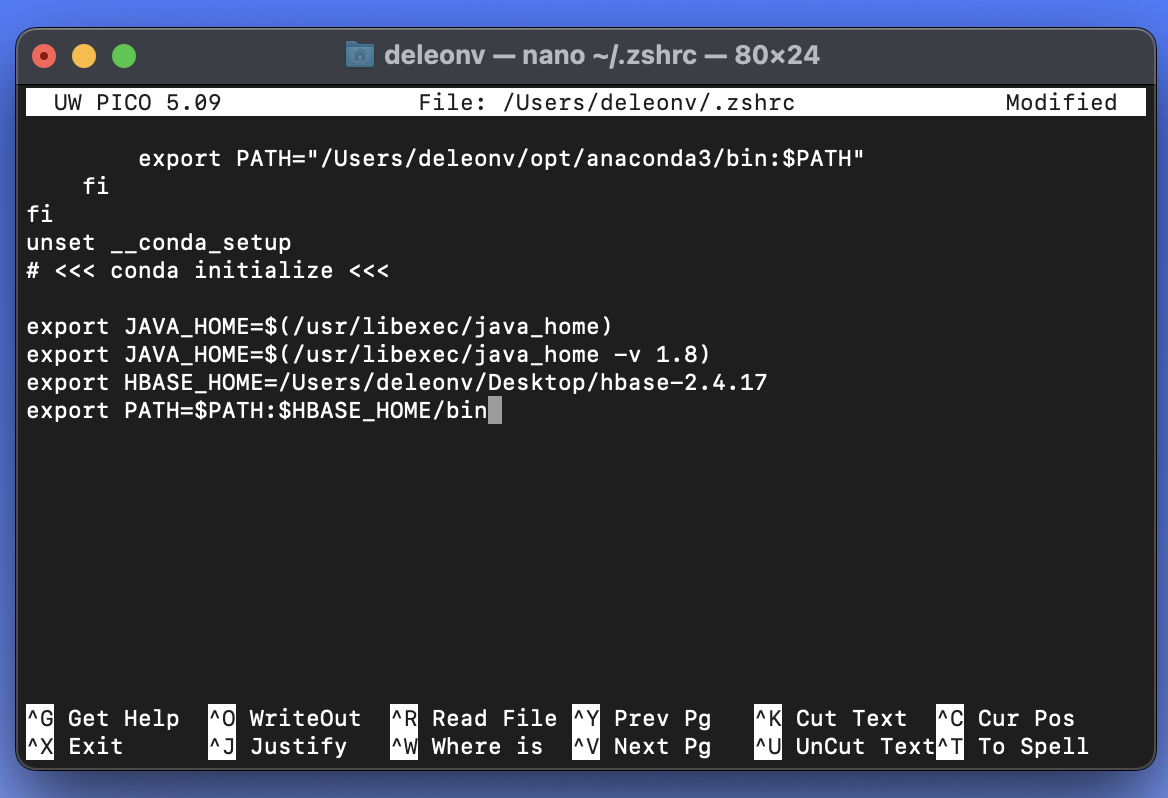 deleonv — nano ~/.zshrc — 80×24
UW PICO 5.09 File: /Users/deleonv/.zshrc Modified
export PATH="/Users/deleonv/opt/anaconda3/bin:$PATH"
fi
fi
unset __conda_setup
# <<< conda initialize <<<
export JAVA_HOME=$(/usr/libexec/java_home)
export JAVA_HOME=$(/usr/libexec/java_home -v 1.8)
export HBASE_HOME=/Users/deleonv/Desktop/hbase-2.4.17
export PATH=$PATH:$HBASE_HOME/bin
^G Get Help ^O WriteOut ^R Read File ^Y Prev Pg ^K Cut Text ^C Cur Pos
^X Exit ^J Justify ^W Where is ^V Next Pg ^U UnCut Text ^T To Spell